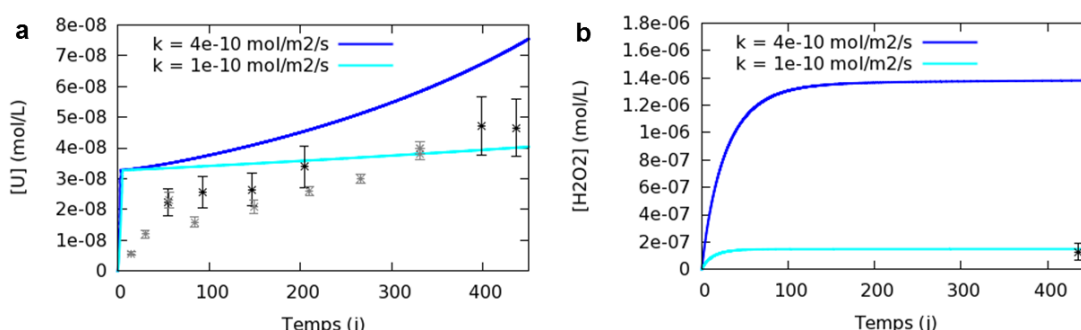 a
8e-08
7e-08
6e-08
5e-08
4e-08
3e-08
2e-08
1e-08
0
[U] (mol/L)
k = 4e-10 mol/m2/s
k = 1e-10 mol/m2/s
0 100 200 300 400
Temps (j)
b
1.8e-06
1.6e-06
1.4e-06
1.2e-06
1e-06
8e-07
6e-07
4e-07
2e-07
0
[H2O2] (mol/L)
k = 4e-10 mol/m2/s
k = 1e-10 mol/m2/s
0 100 200 300 400
Temps (j)